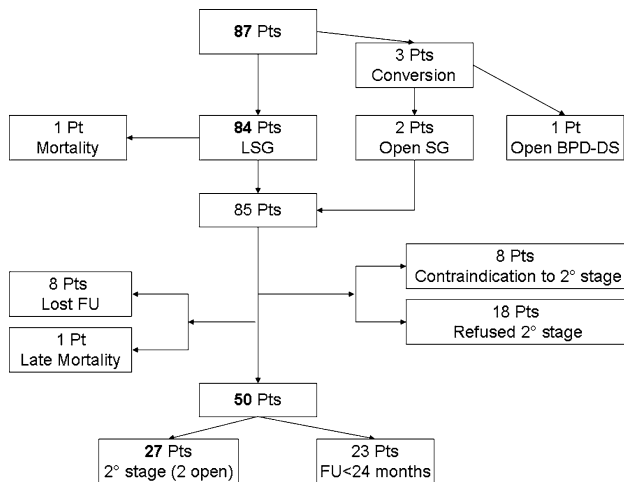 87 Pts
3 Pts
Conversion
1 Pt
Mortality
84 Pts
LSG
2 Pts
Open SG
1 Pt
Open BPD-DS
85 Pts
8 Pts
Lost FU
1 Pt
Late Mortality
8 Pts
Contraindication to 2° stage
18 Pts
Refused 2° stage
50 Pts
27 Pts
2° stage (2 open)
23 Pts
FU<24 months